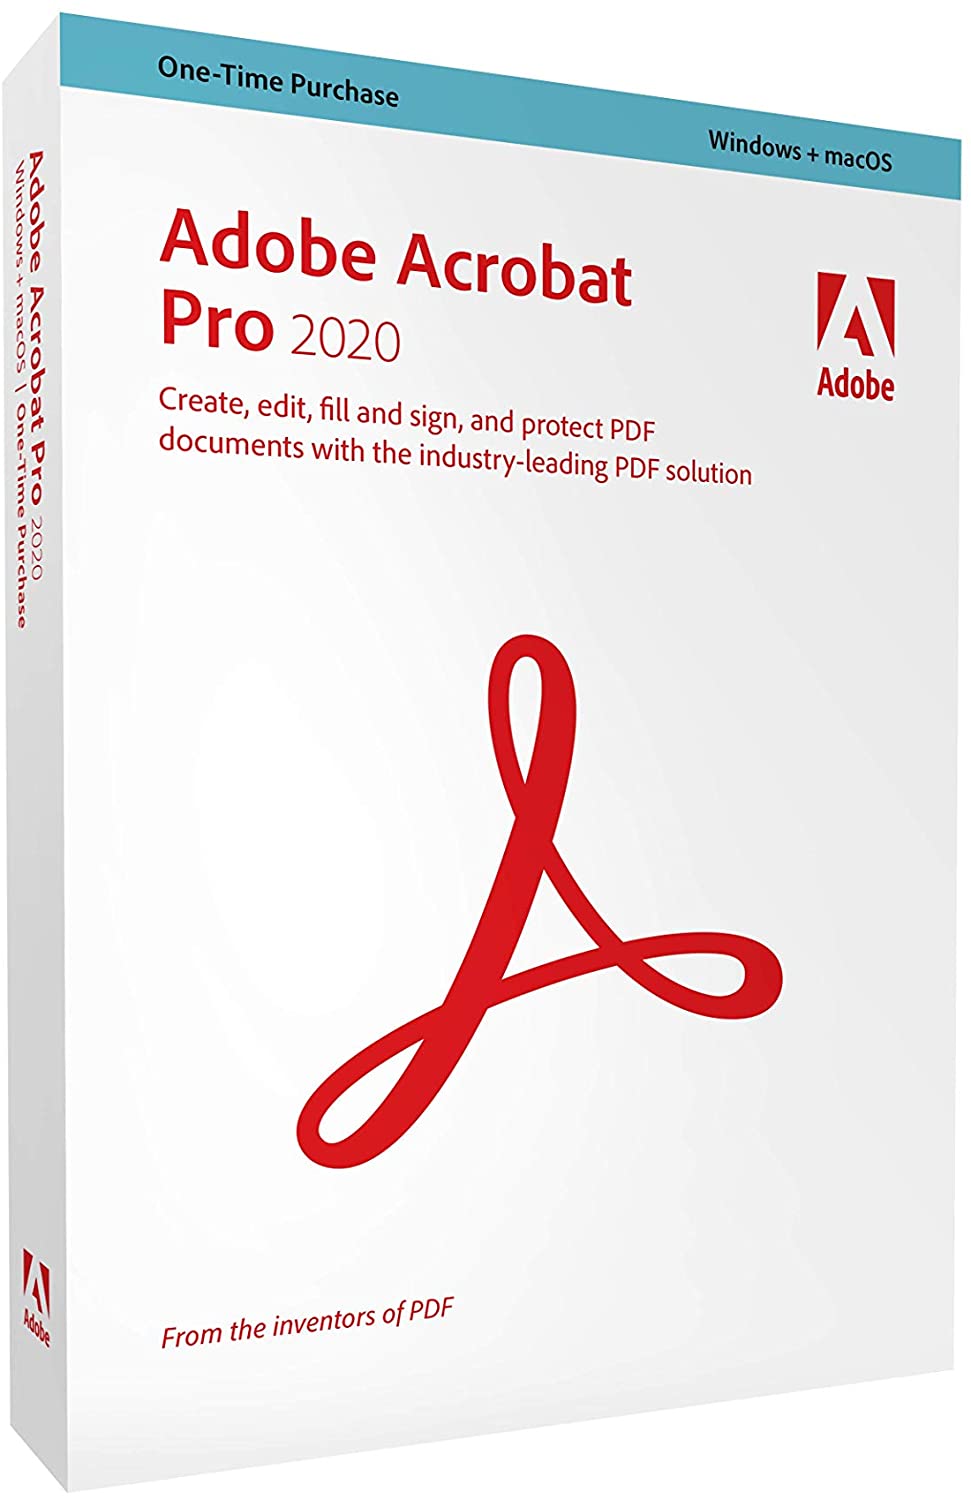 One-Time Purchase
Windows + macOS
Adobe Acrobat
Pro 2020
Adobe
Create, edit, fill and sign, and protect PDF
documents with the industry-leading PDF solution
From the inventors of PDF
Adobe Acrobat Pro 2020
Windows + macOS | One-Time Purchase
Adobe